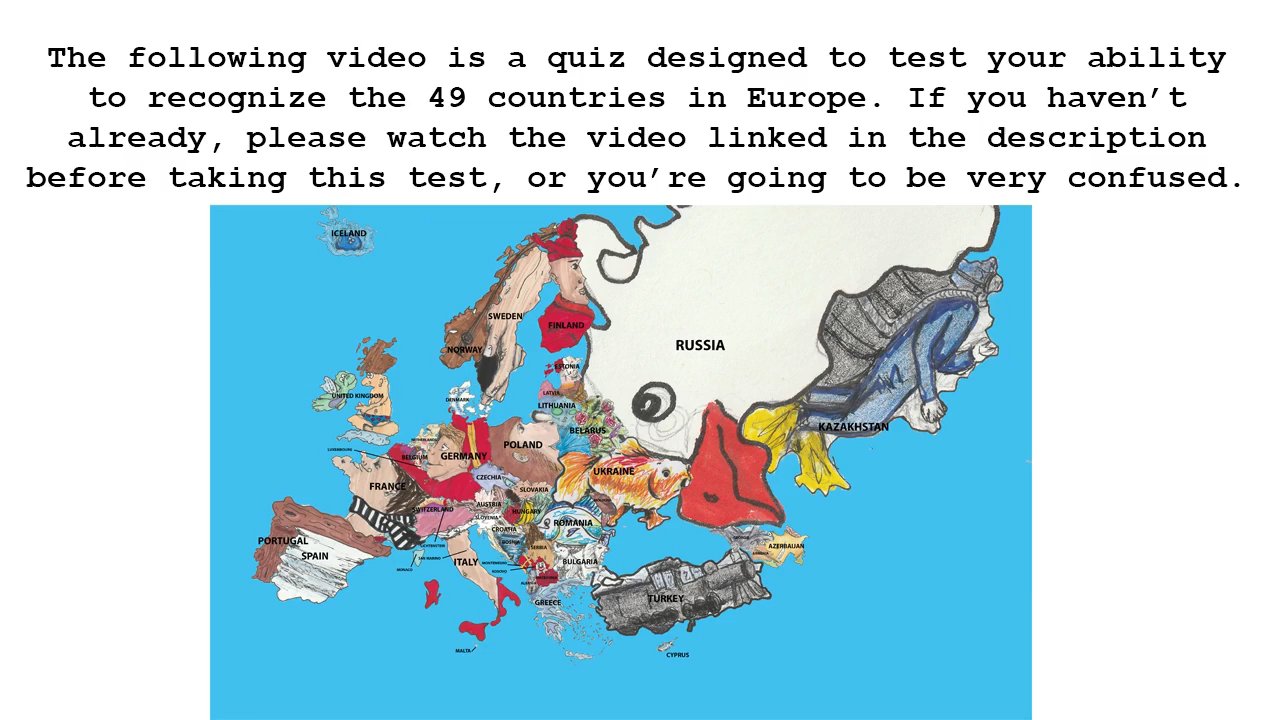 The following video is a quiz designed to test your ability
to recognize the 49 countries in Europe. If you haven't
already, please watch the video linked in the description
before taking this test, or you're going to be very confused.
ICELAND
RUSSIA
SWEDEN
FINLAND
NORWAY
ESTONIA
LATVIA
UNITED KINGDOM
DENMARK
LITHUANIA
KAZAKHSTAN
BELARUS
NETHERLANDS
POLAND
LUXEMBOURG
BELGIUM
GERMANY
UKRAINE
CZECHIA
FRANCE
SLOVAKIA
AUSTRIA
SWITZERLAND
HUNGARY
SLOVENIA
ROMANIA
CROATIA
PORTUGAL
BOSNIA
LICHTENSTEIN
SERBIA
AZERBAIJAN
SPAIN
SAN MARINO
ITALY
MONTENEGRO
BULGARIA
MONACO
KOSOVO
TURKEY
GREECE
MALTA
CYPRUS